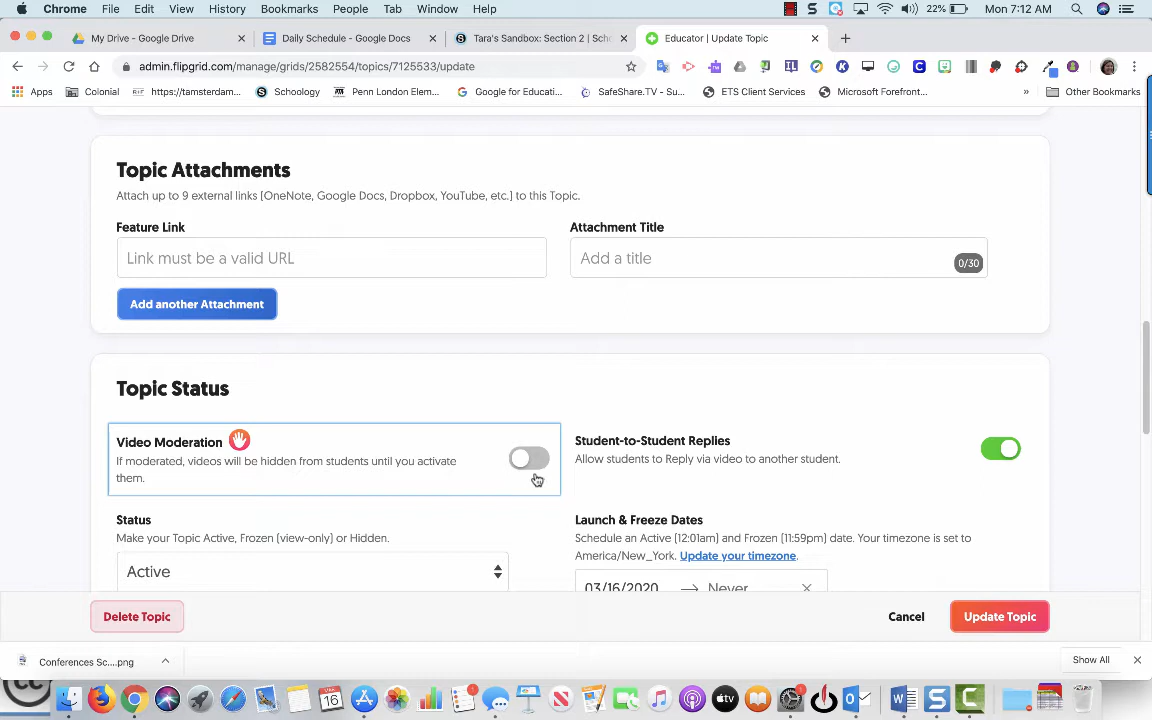 Chrome File Edit View History Bookmarks People Tab Window Help 22% Mon 7:12 AM
My Drive - Google Drive Daily Schedule - Google Docs Tara's Sandbox: Section 2 | Sch Educator | Update Topic
admin.flipgrid.com/manage/grids/2582554/topics/7125533/update
Apps Colonial https://tamsterdam... Schoology Penn London Elem... Google for Educati... SafeShare.TV - Su... ETS Client Services Microsoft Forefront... » Other Bookmarks
Topic Attachments
Attach up to 9 external links [OneNote, Google Docs, Dropbox, YouTube, etc.] to this Topic.
Feature Link Attachment Title
Link must be a valid URL Add a title 0/30
Add another Attachment
Topic Status
Video Moderation Student-to-Student Replies
If moderated, videos will be hidden from students until you activate Allow students to Reply via video to another student.
them.
Status Launch & Freeze Dates
Make your Topic Active, Frozen (view-only) or Hidden. Schedule an Active [12:01am] and Frozen [11:59pm] date. Your timezone is set to
America/New_York. Update your timezone.
Active 03/16/2020 → Never
Delete Topic Cancel Update Topic
Conferences Sc....png Show All
MAR 16 tv